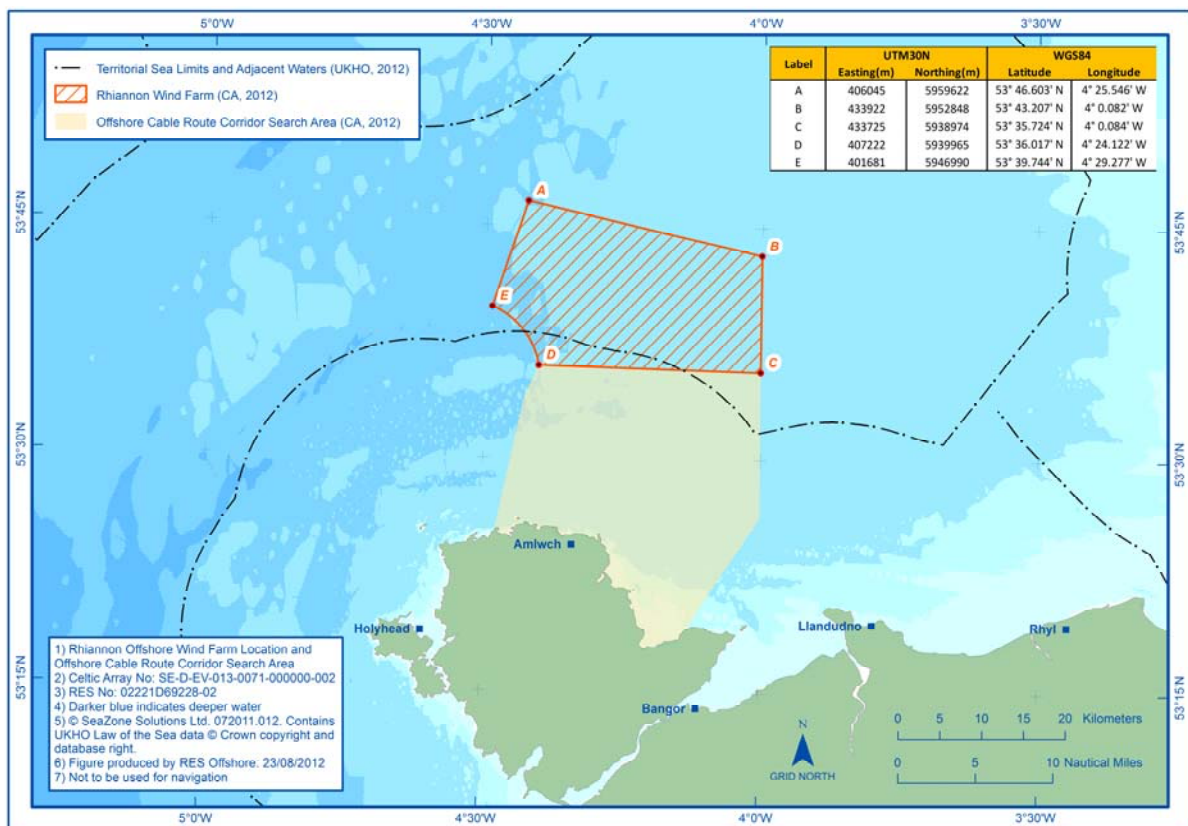 5°0'W
4°30'W
4°0'W
3°30'W
Territorial Sea Limits and Adjacent Waters (UKHO, 2012)
Rhiannon Wind Farm (CA, 2012)
Offshore Cable Route Corridor Search Area (CA, 2012)
Label UTM30N WGS84
Easting(m) Northing(m) Latitude Longitude
A 406045 5959622 53° 46.603' N 4° 25.546' W
B 433922 5952848 53° 43.207' N 4° 0.082' W
C 433725 5938974 53° 35.724' N 4° 0.084' W
D 407222 5939965 53° 36.017' N 4° 24.122' W
E 401681 5946990 53° 39.744' N 4° 29.277' W
53°45'N
53°45'N
A
B
E
D
C
53°30'N
53°30'N
Amlwch
Holyhead
Llandudno
Rhyl
Bangor
53°15'N
53°15'N
1) Rhiannon Offshore Wind Farm Location and
Offshore Cable Route Corridor Search Area
2) Celtic Array No: SE-D-EV-013-0071-000000-002
3) RES No: 02221D69228-02
4) Darker blue indicates deeper water
5) © SeaZone Solutions Ltd. 072011.012. Contains
UKHO Law of the Sea data © Crown copyright and
database right.
6) Figure produced by RES Offshore. 23/08/2012
7) Not to be used for navigation
N
GRID NORTH
0 5 10 15 20 Kilometers
0 5 10 Nautical Miles
5°0'W
4°30'W
4°0'W
3°30'W